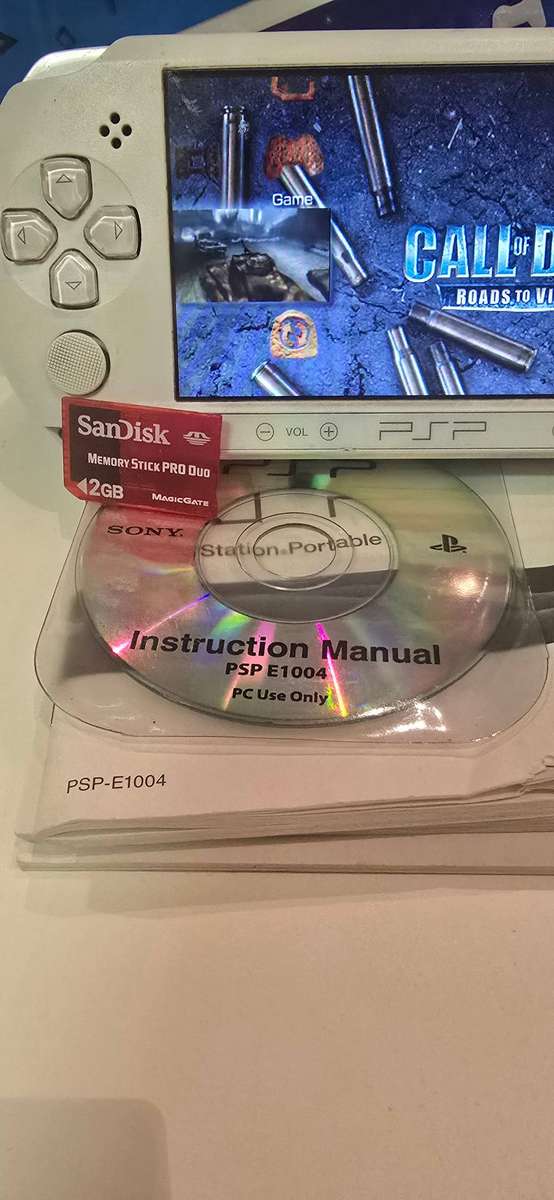 Game
CALL OF D
ROADS TO VI
VOL
PSP
SanDisk
MEMORY STICK PRO DUO
2GB
MAGICGATE
PSP
SONY
Station Portable
Instruction Manual
PSP E1004
PC Use Only
PSP-E1004